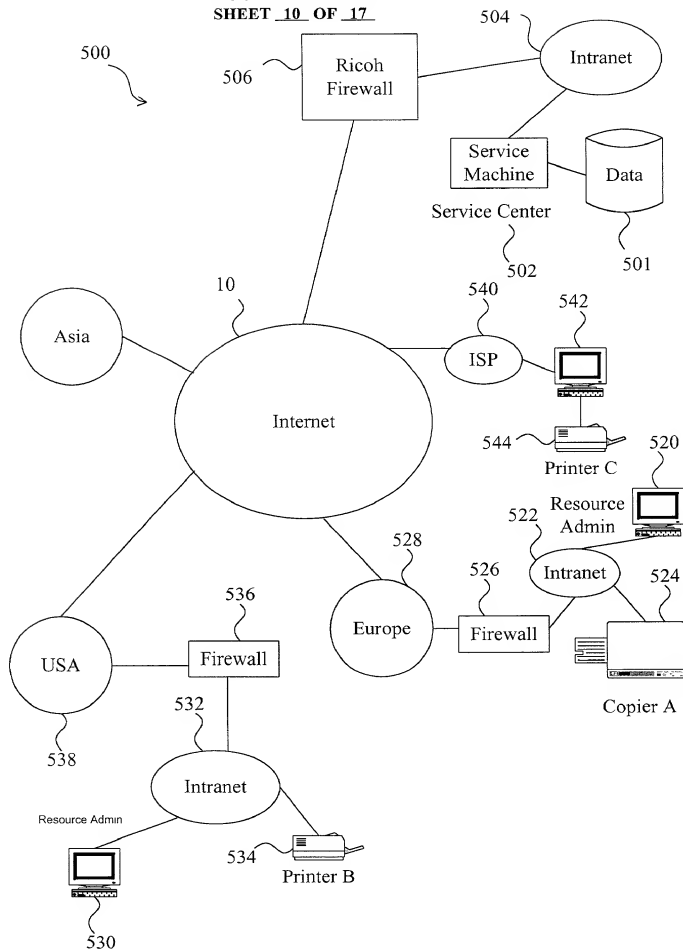 SHEET 10 OF 17
500
504
506
Ricoh
Firewall
Intranet
Service
Machine
Data
Service Center
502
501
10
Asia
540
542
ISP
Internet
544
Printer C
520
Resource
Admin
522
528
526
Intranet
524
Europe
Firewall
536
USA
Firewall
Copier A
532
538
Intranet
Resource Admin
534
Printer B
530